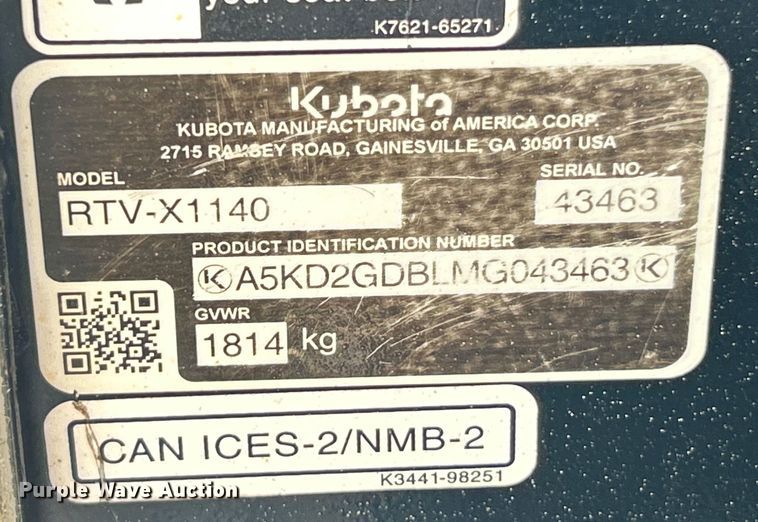 K7621-65271
Kubota
KUBOTA MANUFACTURING of AMERICA CORP.
2715 RAMSEY ROAD, GAINESVILLE, GA 30501 USA
MODEL
RTV-X1140
SERIAL NO.
43463
PRODUCT IDENTIFICATION NUMBER
A5KD2GDBLMG043463
GVWR
1814 kg
CAN ICES-2/NMB-2
K3441-98251
Purple Wave Auction